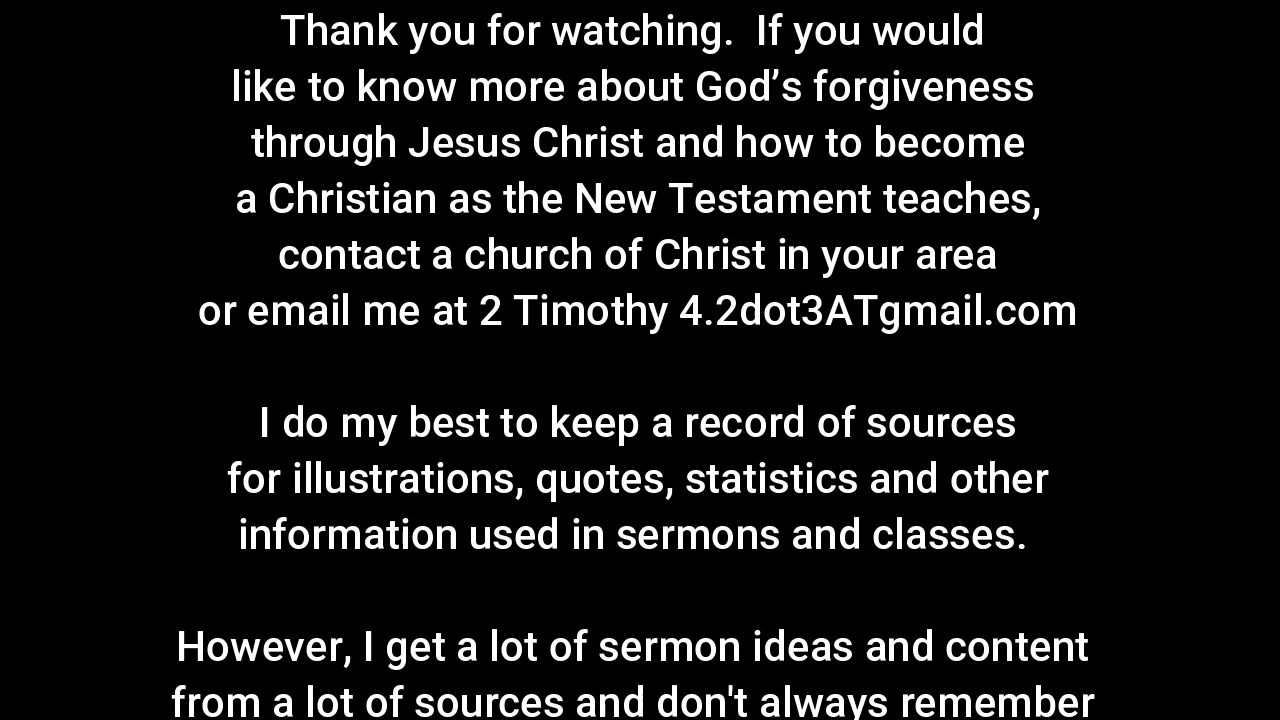 Thank you for watching.  If you would
like to know more about God’s forgiveness
through Jesus Christ and how to become
a Christian as the New Testament teaches,
contact a church of Christ in your area
or email me at 2 Timothy 4.2dot3ATgmail.com
I do my best to keep a record of sources
for illustrations, quotes, statistics and other
information used in sermons and classes.
However, I get a lot of sermon ideas and content
from a lot of sources and don't always remember